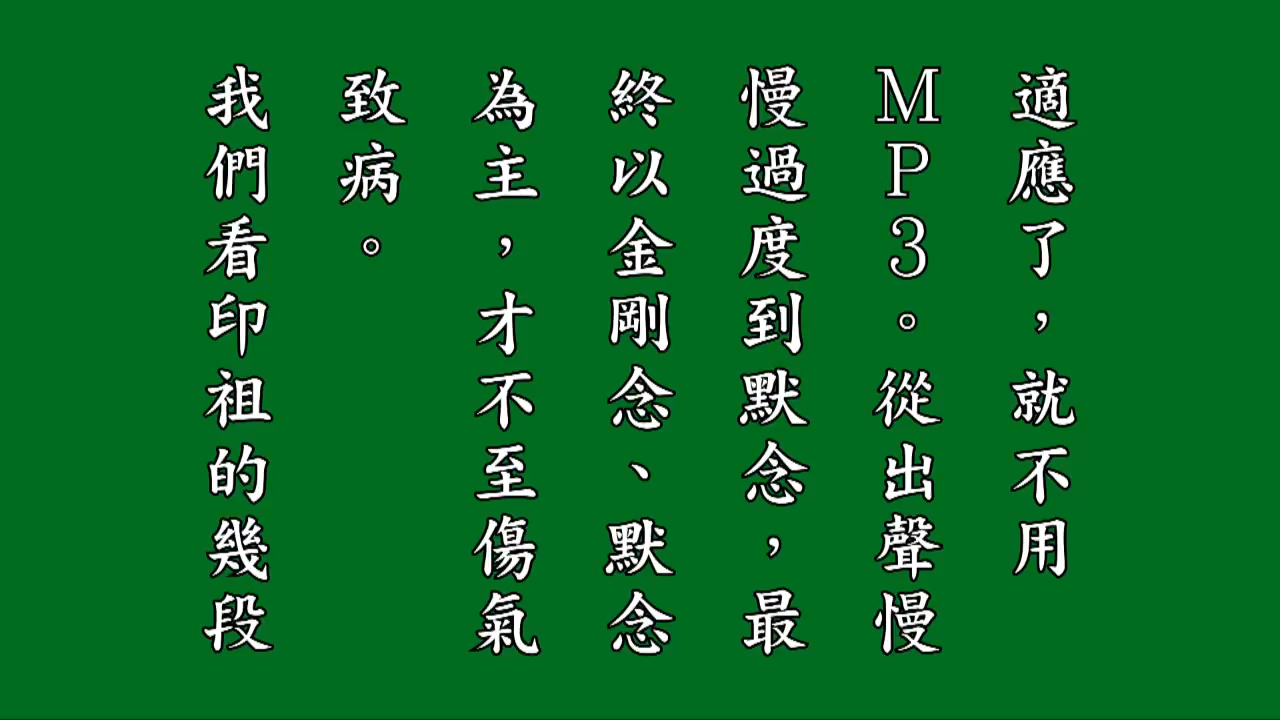 適應了，就不用
MP3。從出聲慢
慢過度到默念，最
終以金剛念、默念
為主，才不至傷氣
致病。
我們看印祖的幾段